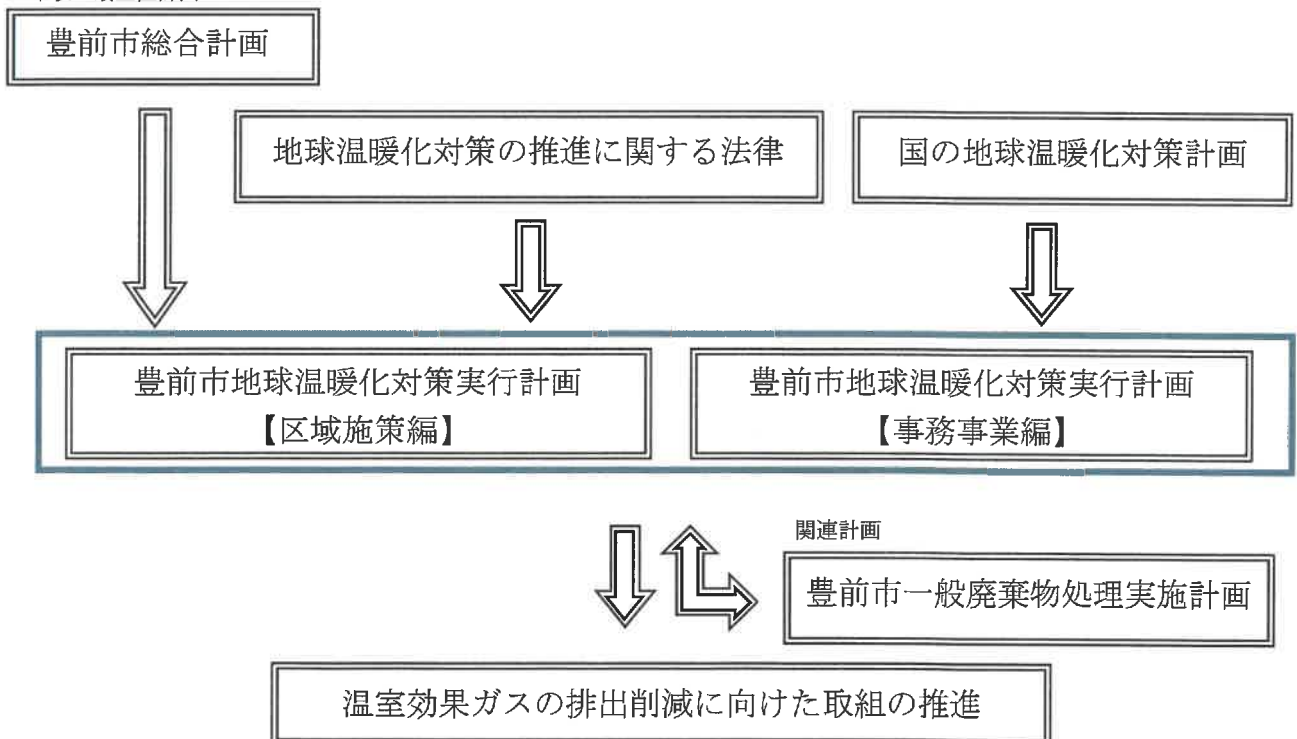 豊前市総合計画
地球温暖化対策の推進に関する法律
国の地球温暖化対策計画
豊前市地球温暖化対策実行計画
【区域施策編】
豊前市地球温暖化対策実行計画
【事務事業編】
関連計画
豊前市一般廃棄物処理実施計画
温室効果ガスの排出削減に向けた取組の推進